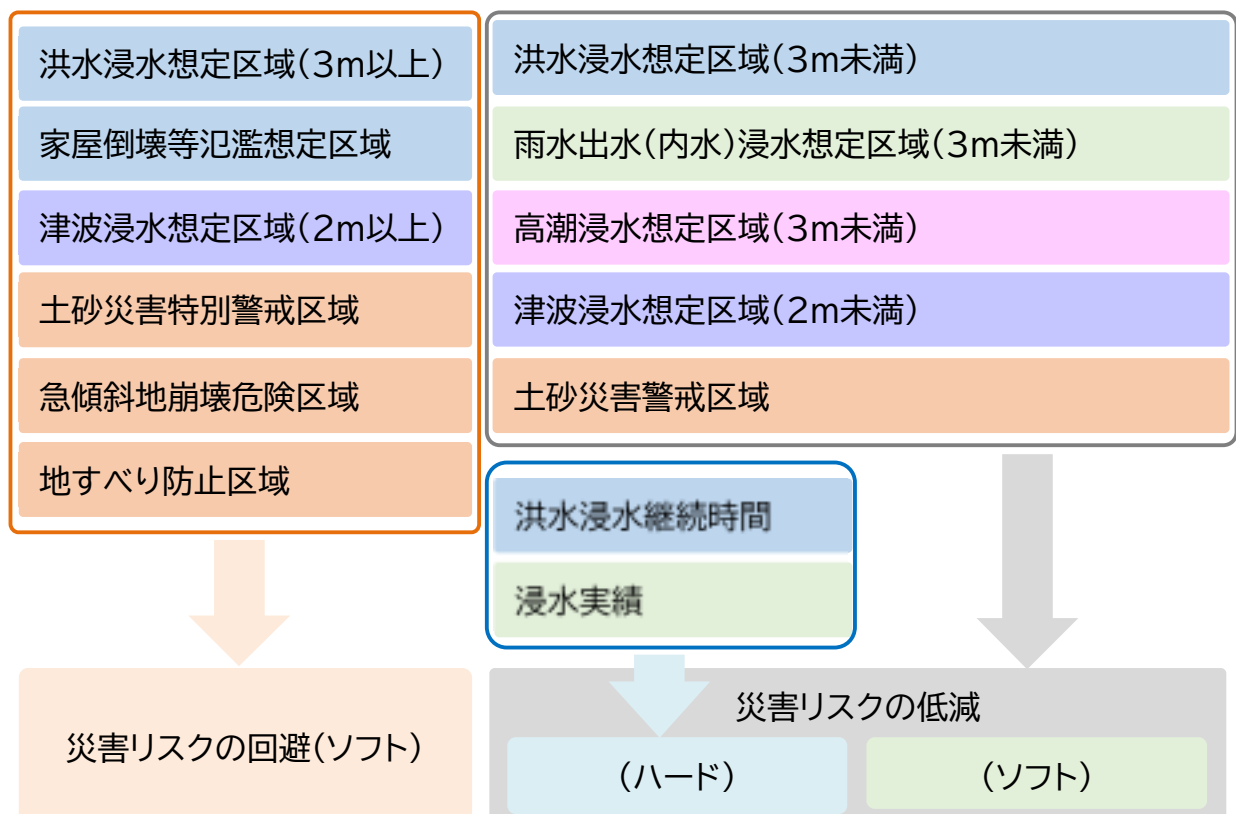 洪水浸水想定区域(3m以上)
家屋倒壊等氾濫想定区域
津波浸水想定区域(2m以上)
土砂災害特別警戒区域
急傾斜地崩壊危険区域
地すべり防止区域
災害リスクの回避(ソフト)
洪水浸水想定区域(3m未満)
雨水出水(内水)浸水想定区域(3m未満)
高潮浸水想定区域(3m未満)
津波浸水想定区域(2m未満)
土砂災害警戒区域
洪水浸水継続時間
浸水実績
災害リスクの低減
(ハード)
(ソフト)